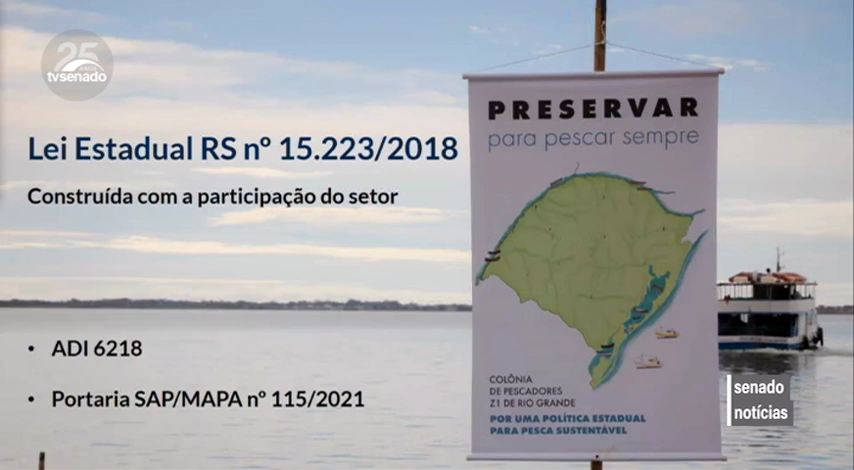 25
ANOS
tvsenado
Lei Estadual RS nº 15.223/2018
Construída com a participação do setor
• ADI 6218
• Portaria SAP/MAPA nº 115/2021
PRESERVAR
para pescar sempre
COLÔNIA
DE PESCADORES
Z1 DE RIO GRANDE
POR UMA POLÍTICA ESTADUAL
PARA PESCA SUSTENTÁVEL
senado
notícias